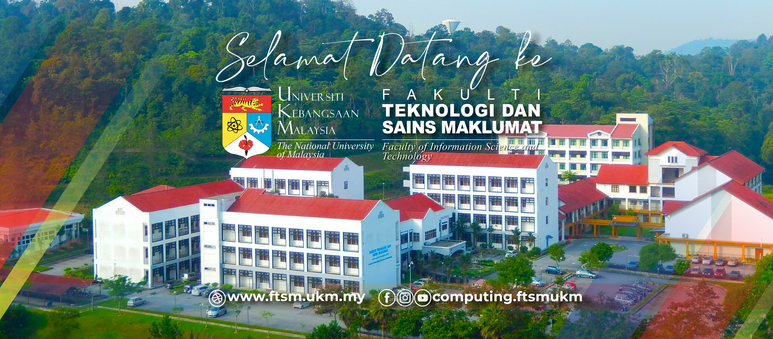 Selamat Datang ke
UNIVERSITI
KEBANGSAAN
MALAYSIA
The National University
of Malaysia
FAKULTI
TEKNOLOGI DAN
SAINS MAKLUMAT
Faculty of Information Science and
Technology
www.ftsm.ukm.my
computing.ftsmukm